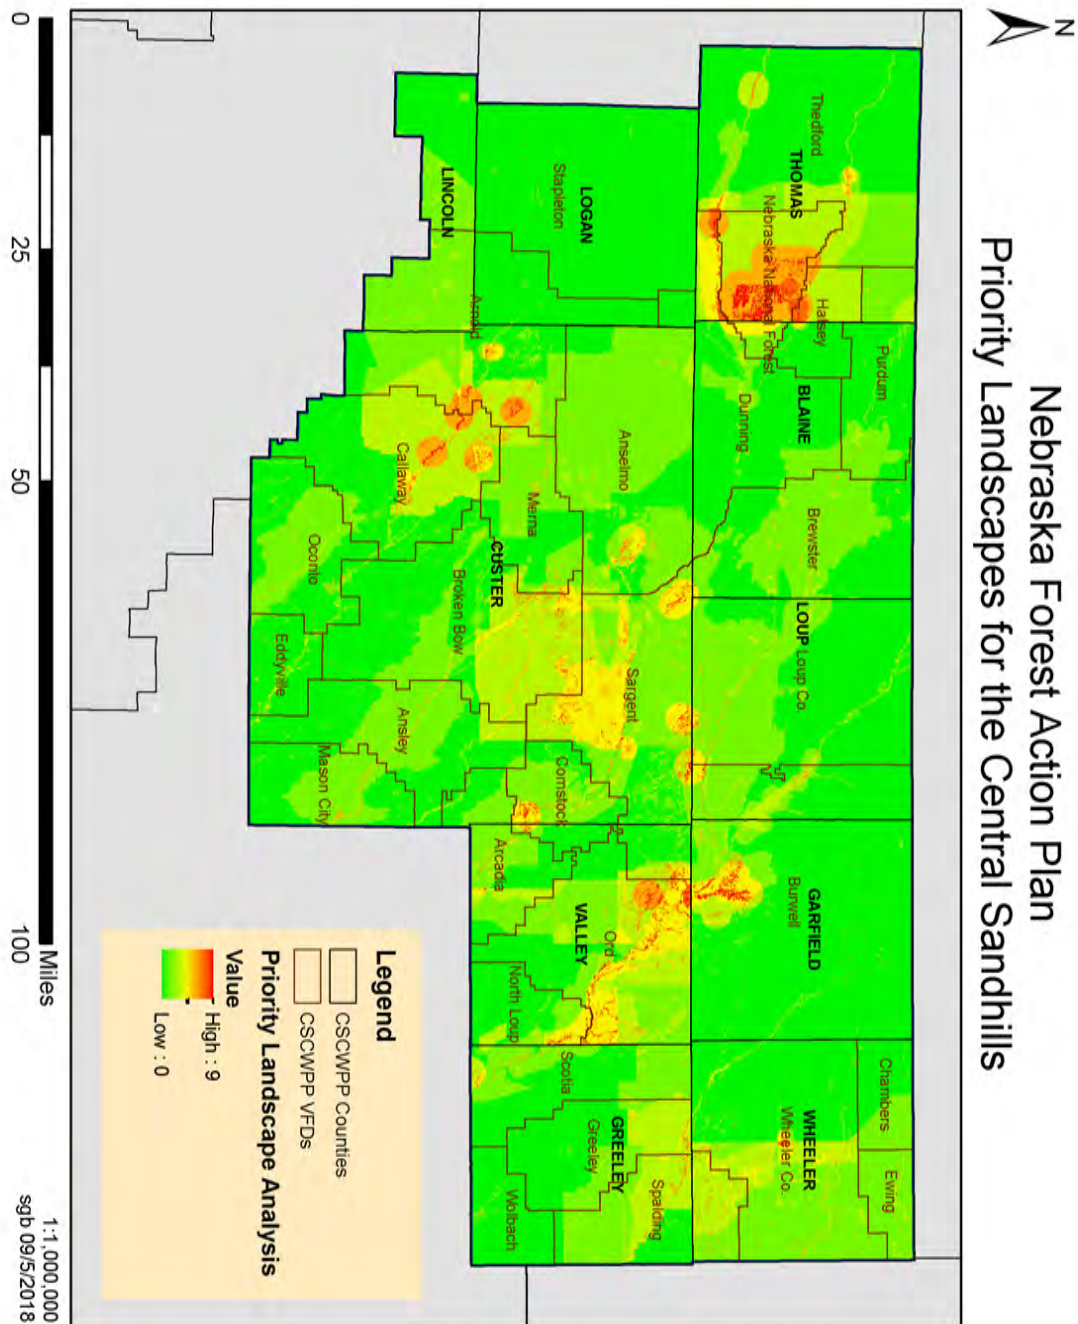 Nebraska Forest Action Plan
Priority Landscapes for the Central Sandhills
N
Thedford
THOMAS
Nebraska National Forest
Halsey
Purdum
BLAINE
Dunning
Brewster
LOUP
Loup Co.
GARFIELD
Burwell
Chambers
Ewing
WHEELER
Wheeler Co.
LOGAN
Stapleton
LINCOLN
Arnold
Anselmo
Merna
Callaway
CUSTER
Broken Bow
Oconto
Eddyville
Sargent
Ansley
Mason City
Comstock
Arcadia
VALLEY
Ord
North Loup
Scotia
GREELEY
Greeley
Spalding
Wolbach
Legend
CSCWPP Counties
CSCWPP VFDs
Priority Landscape Analysis
Value
High : 9
Low : 0
0
25
50
100
Miles
1:1,000,000
sgb 09/5/2018